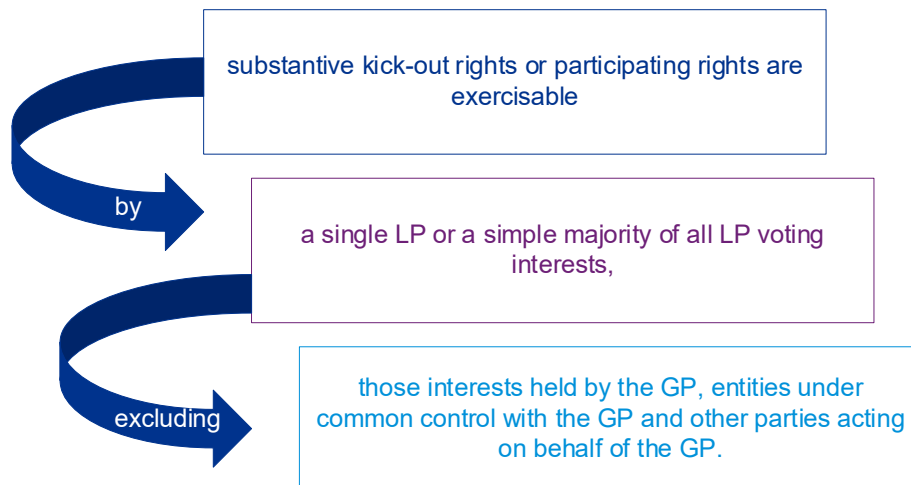 substantive kick-out rights or participating rights are
exercisable
by
a single LP or a simple majority of all LP voting
interests,
excluding
those interests held by the GP, entities under
common control with the GP and other parties acting
on behalf of the GP.